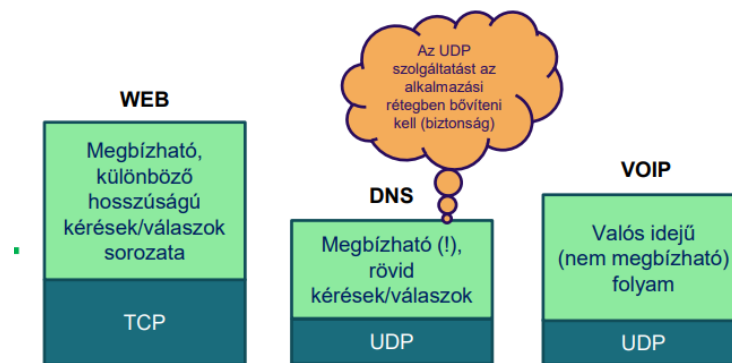 Az UDP
szolgáltatást az
alkalmazási
rétegben bővíteni
kell (biztonság)
WEB
Megbízható,
különböző
hosszúságú
kérések/válaszok
sorozata
TCP
DNS
Megbízható (!),
rövid
kérések/válaszok
UDP
VOIP
Valós idejű
(nem megbízható)
folyam
UDP